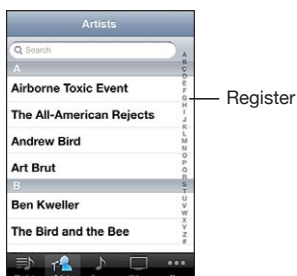 Artists
Search
A
Airborne Toxic Event
The All-American Rejects
Andrew Bird
Art Brut
B
Ben Kweller
The Bird and the Bee
A
B
C
D
E
F
G
H
I
J
K
L
M
N
O
P
Q
R
S
T
U
V
W
X
Y
Z
#
Register